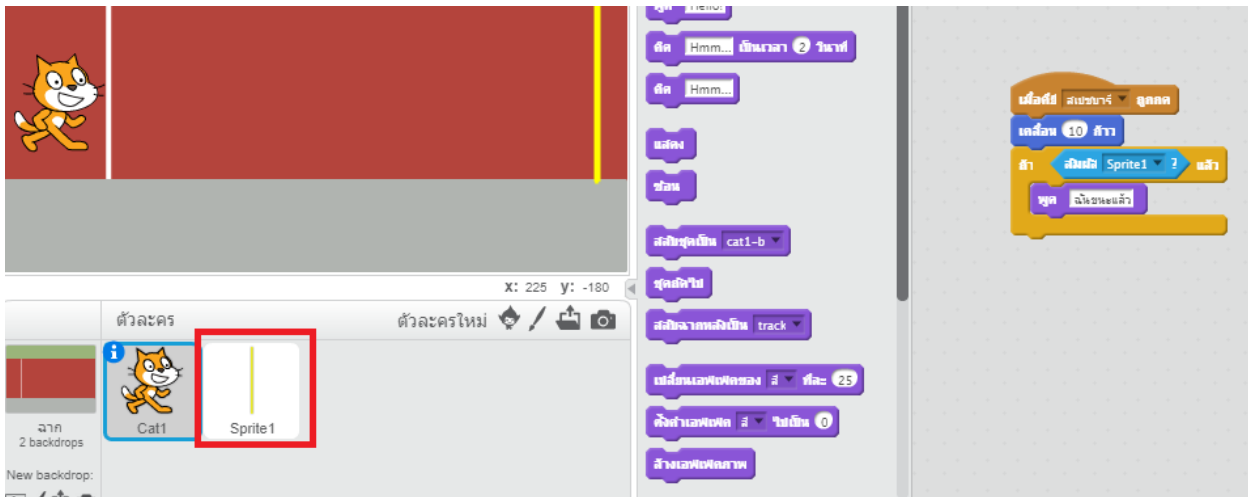 พูด Hello!
คิด Hmm... เป็นเวลา 2 วินาที
คิด Hmm...
แสดง
ซ่อน
สลับชุดเป็น cat1-b
ชุดถัดไป
สลับฉากหลังเป็น track
เปลี่ยนเอฟเฟคของ สี ทีละ 25
ตั้งค่าเอฟเฟค สี ไปเป็น 0
ล้างเอฟเฟคภาพ
เมื่อคีย์ สเปซบาร์ ถูกกด
เคลื่อน 10 ก้าว
ถ้า สัมผัส Sprite1 ? แล้ว
พูด ฉันชนะแล้ว
X: 225 y: -180
ตัวละคร ตัวละครใหม่
i
Cat1 Sprite1
ฉาก
2 backdrops
New backdrop: